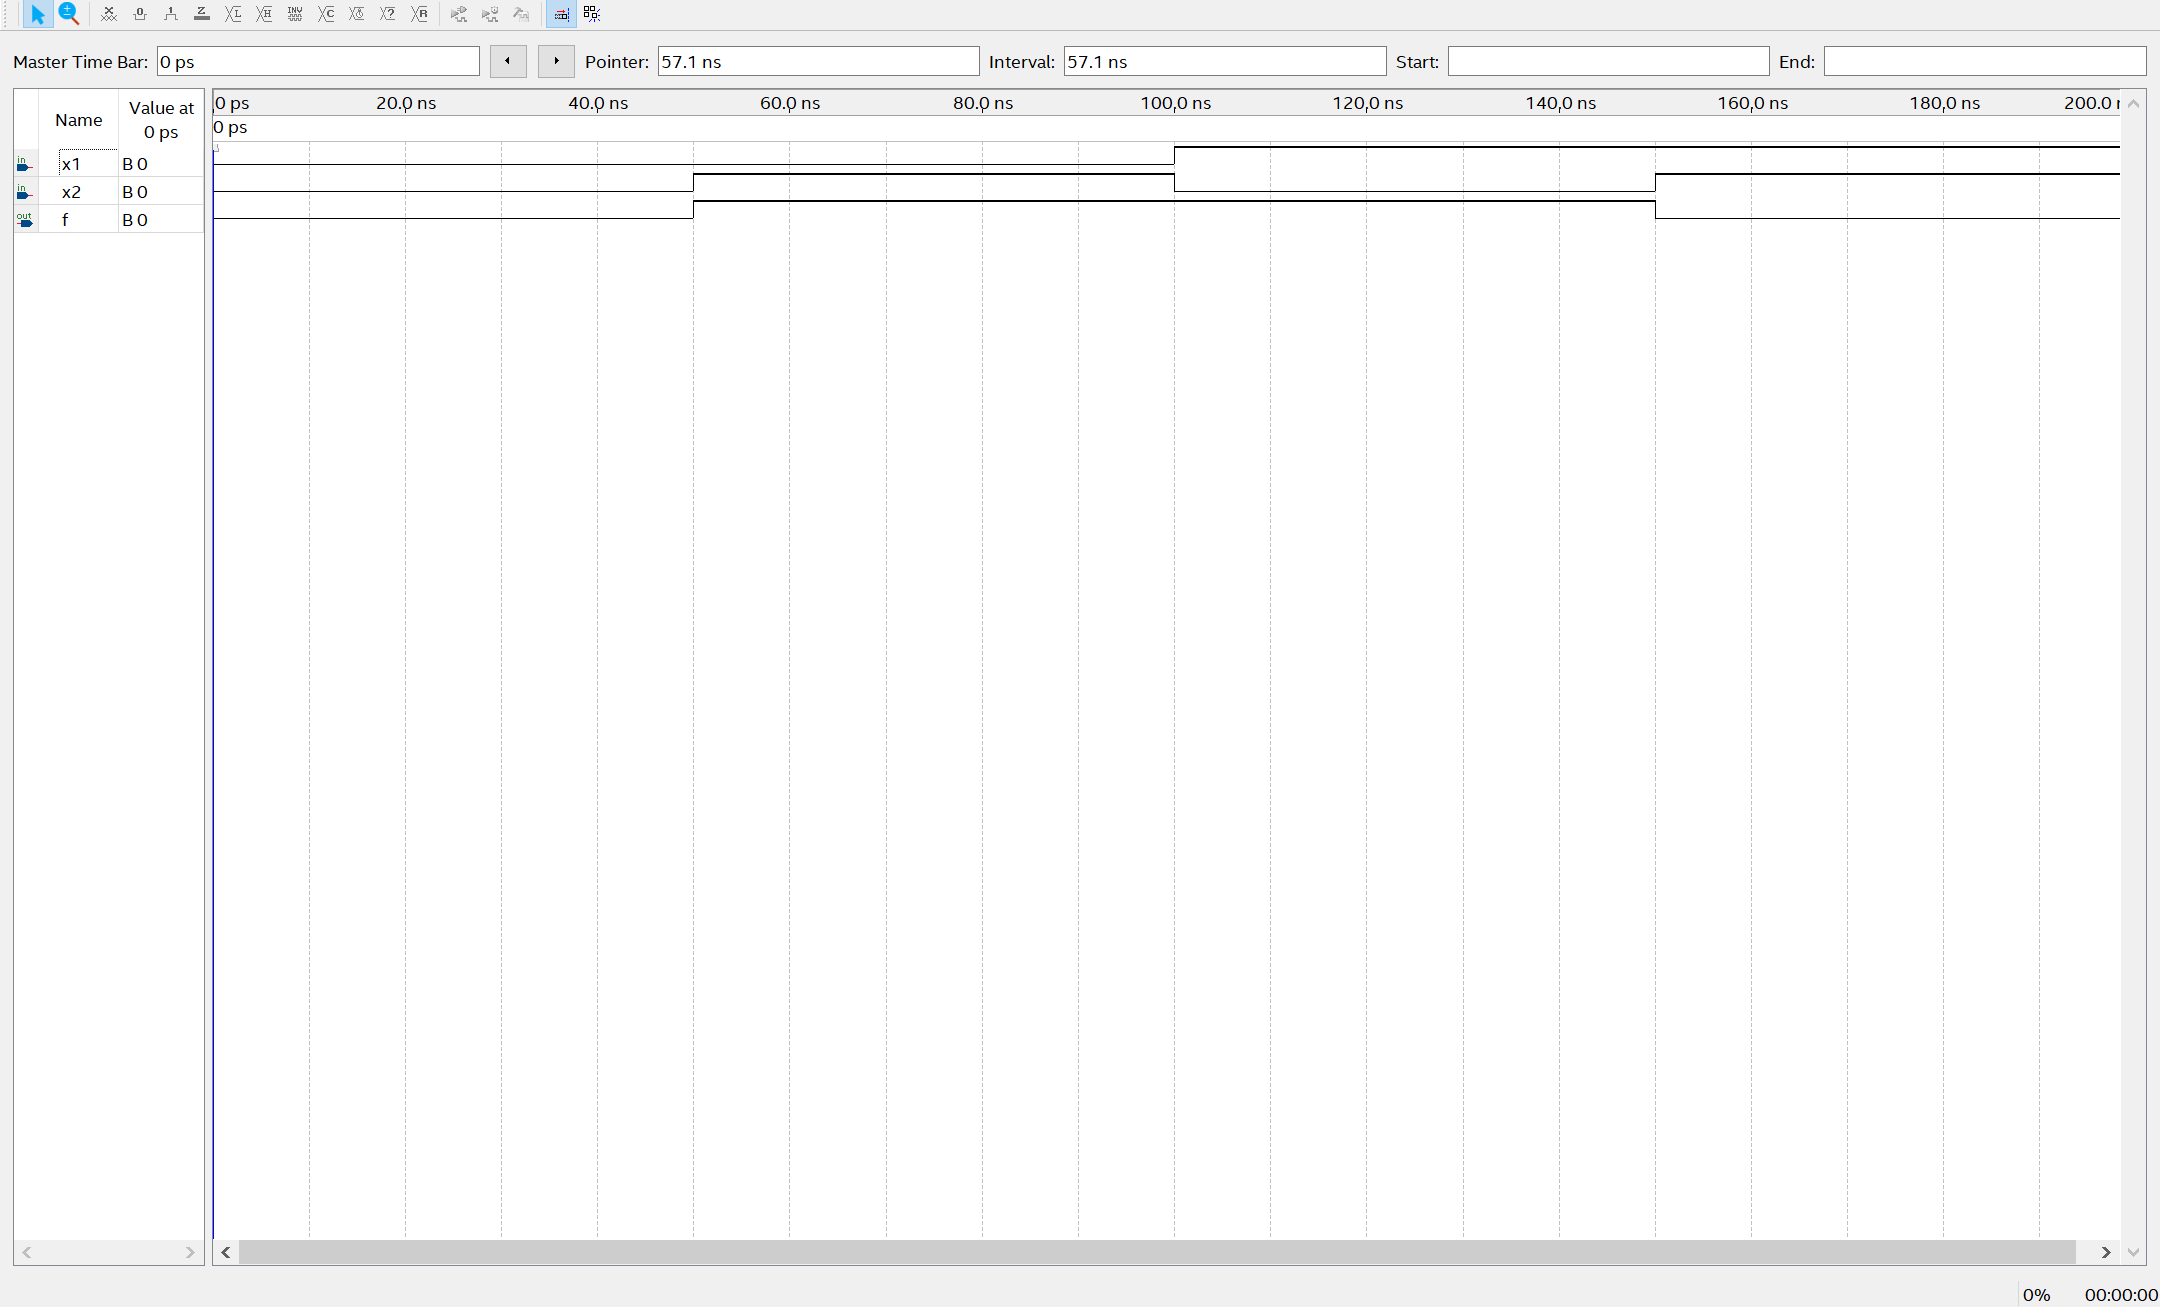 0 1 Z L H INV C ? R
Master Time Bar: 0 ps Pointer: 57.1 ns Interval: 57.1 ns Start: End:
Name Value at 0 ps
0 ps 20.0 ns 40.0 ns 60.0 ns 80.0 ns 100.0 ns 120.0 ns 140.0 ns 160.0 ns 180.0 ns 200.0 n
0 ps
in x1 B 0
in x2 B 0
out f B 0
0% 00:00:00